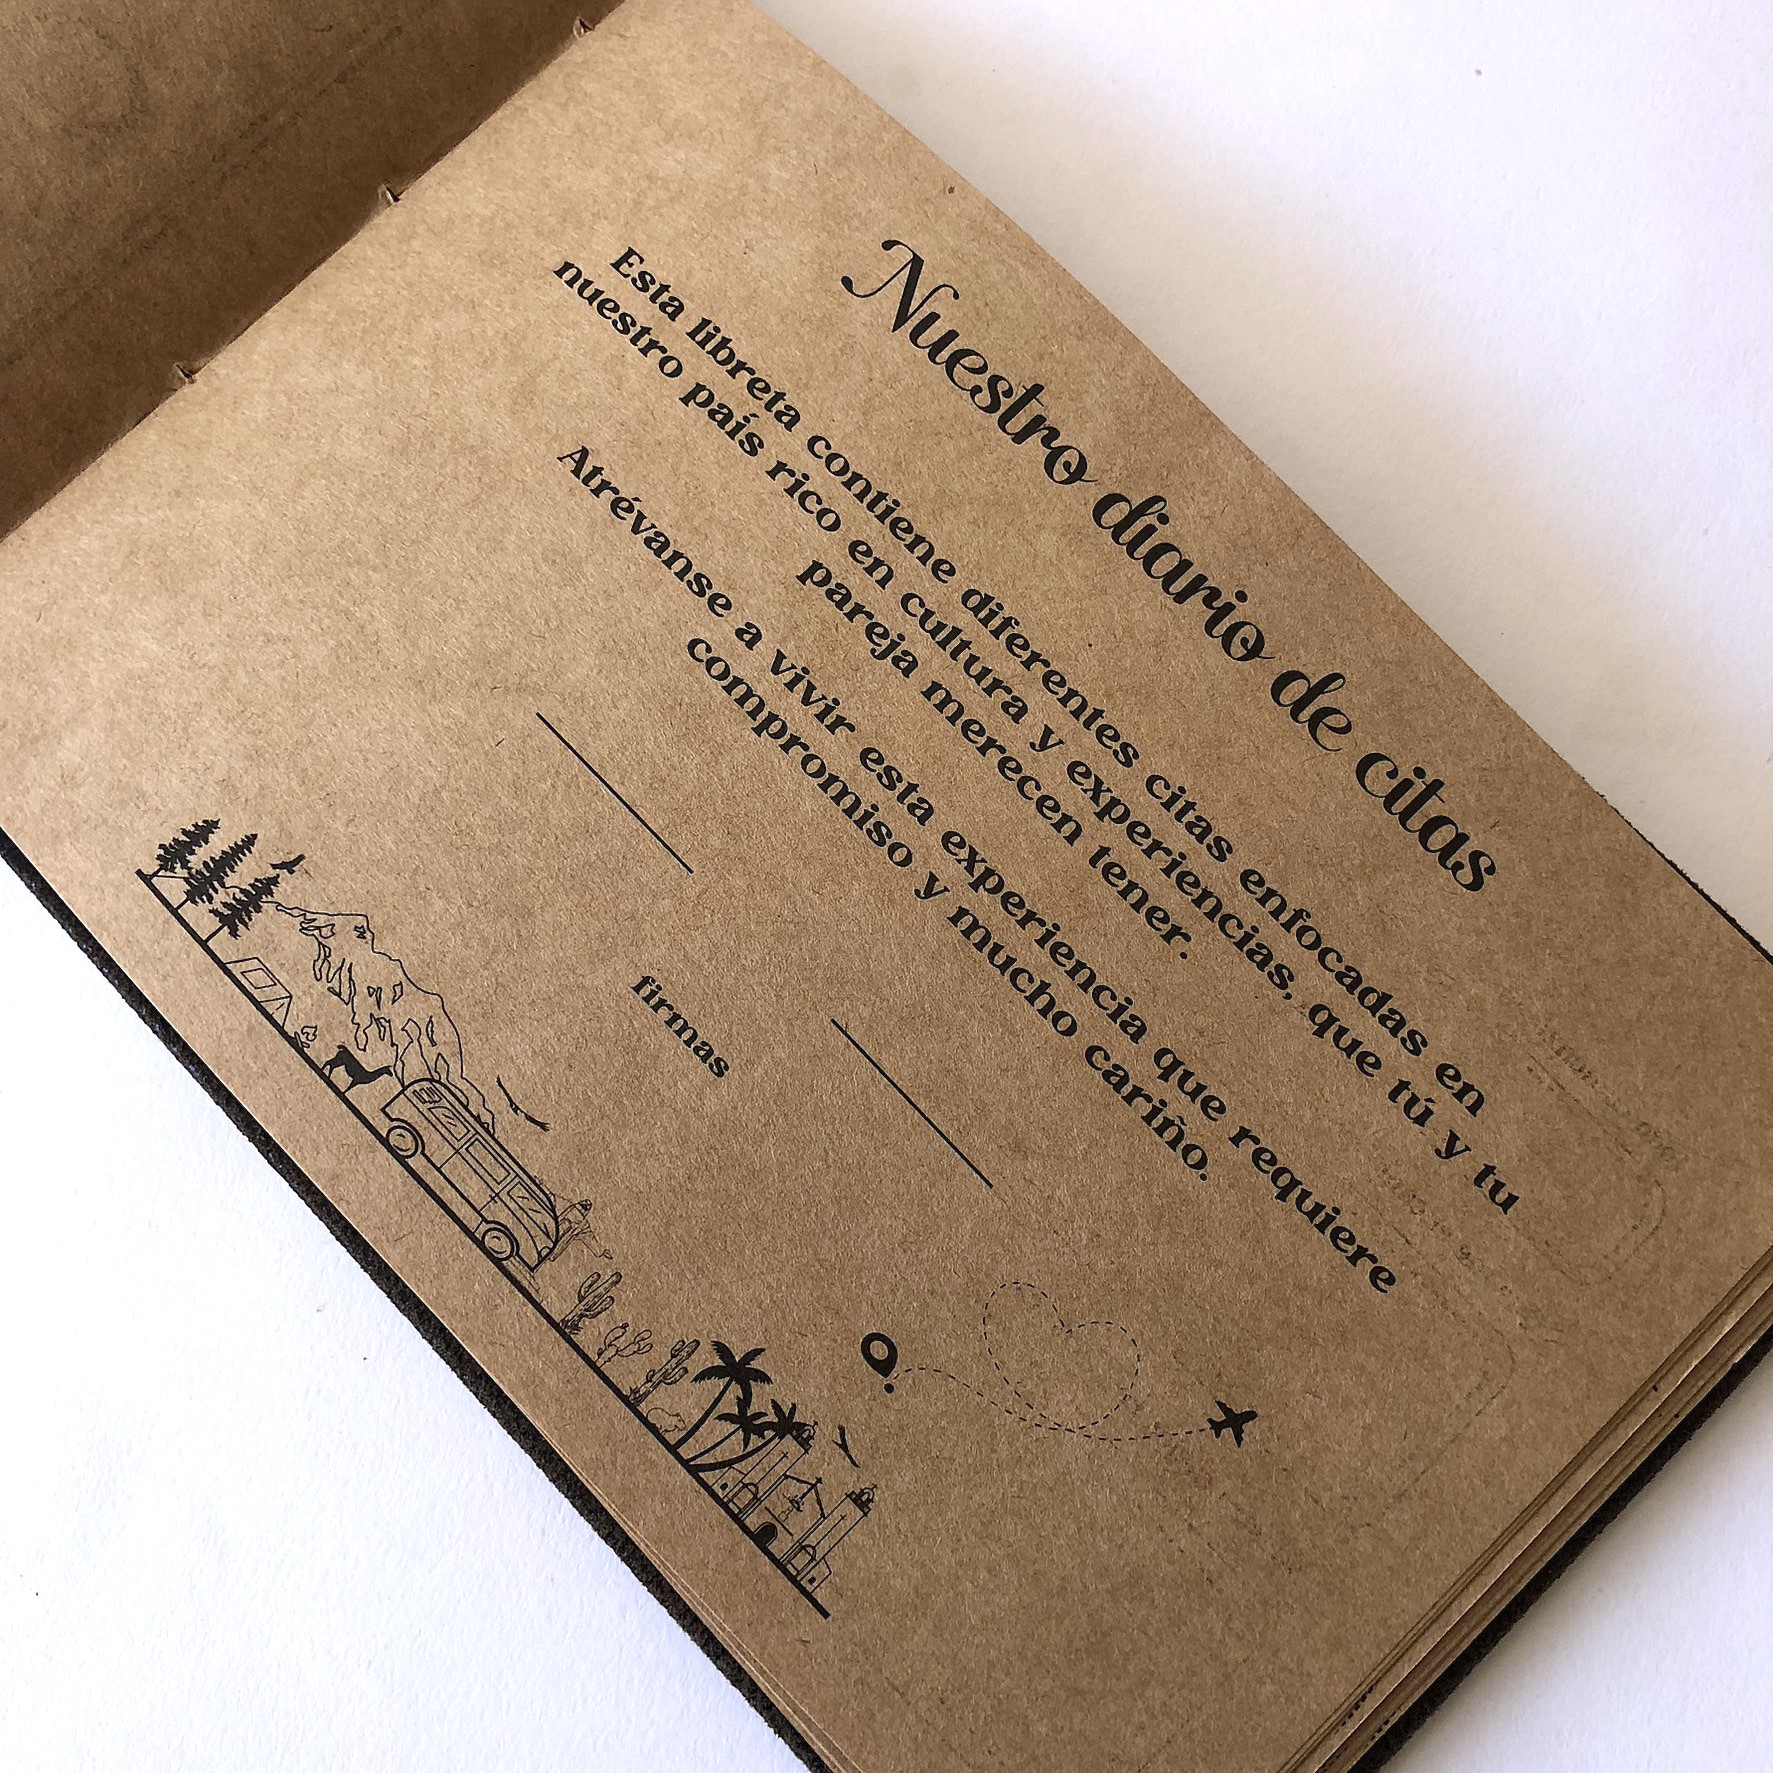 Nuestro diario de citas
Esta libreta contiene diferentes citas enfocadas en
nuestro país rico en cultura y experiencias, que tú y tu
pareja merecen tener.
Atrévanse a vivir esta experiencia que requiere
compromiso y mucho cariño.
firmas